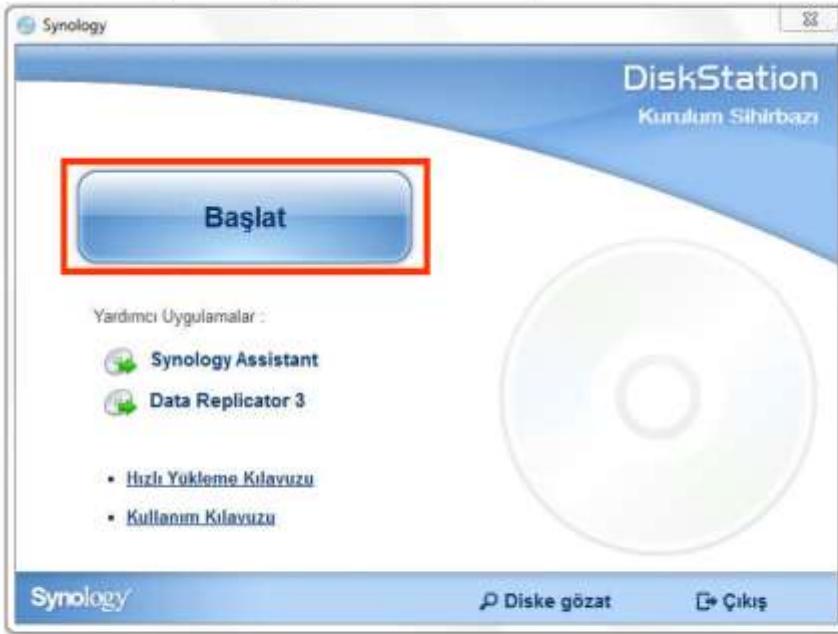 Synology
DiskStation
Kurulum Sihirbazı
Başlat
Yardımcı Uygulamalar :
Synology Assistant
Data Replicator 3
• Hızlı Yükleme Kılavuzu
• Kullanım Kılavuzu
Synology Diske gözat Çıkış